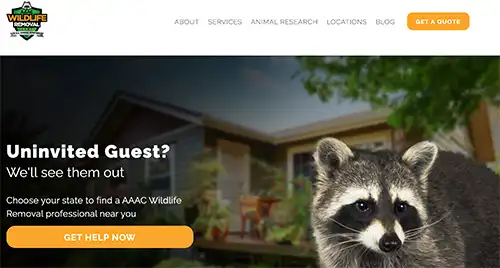 AAAC
WILDLIFE
REMOVAL
ABOUT SERVICES ANIMAL RESEARCH LOCATIONS BLOG GET A QUOTE
Uninvited Guest?
We'll see them out
Choose your state to find a AAAC Wildlife
Removal professional near you
GET HELP NOW